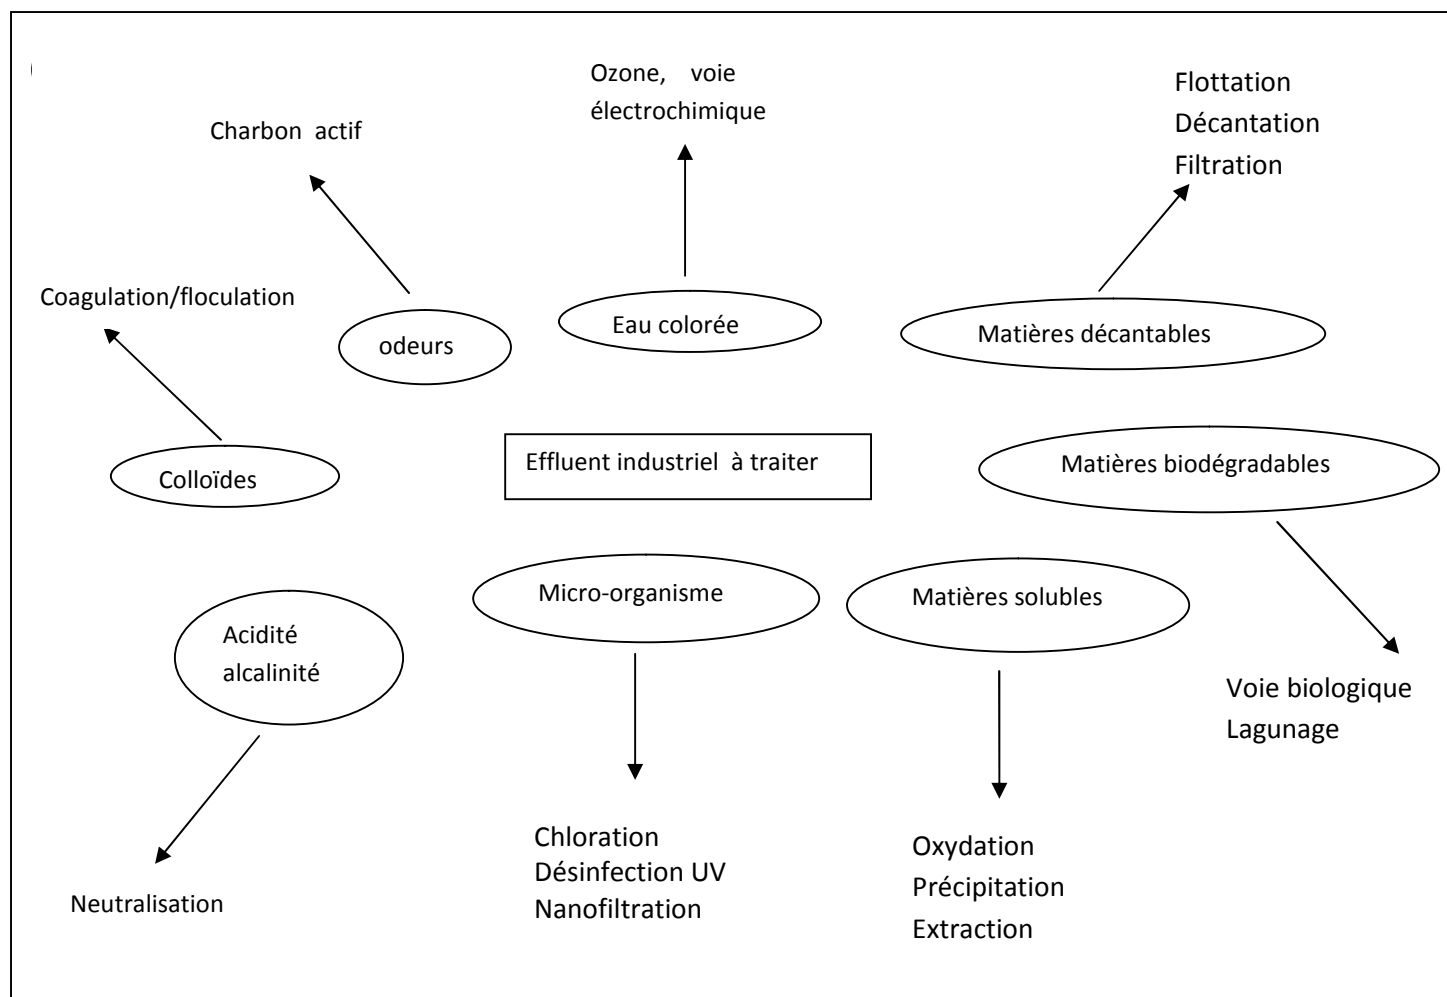 Ozone, voie
électrochimique
Flottation
Décantation
Filtration
Charbon actif
Coagulation/floculation
odeurs
Eau colorée
Matières décantables
Colloïdes
Effluent industriel à traiter
Matières biodégradables
Acidité
alcalinité
Micro-organisme
Matières solubles
Voie biologique
Lagunage
Neutralisation
Chloration
Désinfection UV
Nanofiltration
Oxydation
Précipitation
Extraction